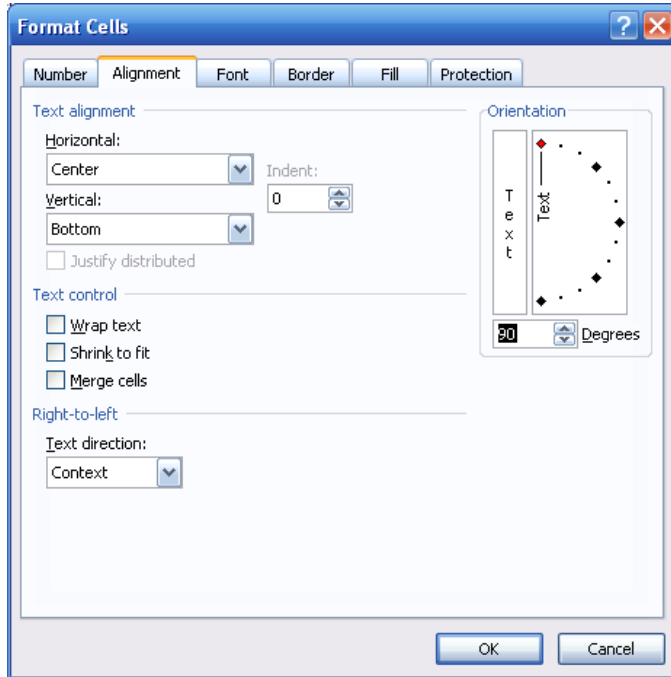 Format Cells
Number Alignment Font Border Fill Protection
Text alignment
Horizontal:
Center
Indent:
0
Vertical:
Bottom
Justify distributed
Text control
Wrap text
Shrink to fit
Merge cells
Right-to-left
Text direction:
Context
Orientation
Text
Text
90 Degrees
OK Cancel